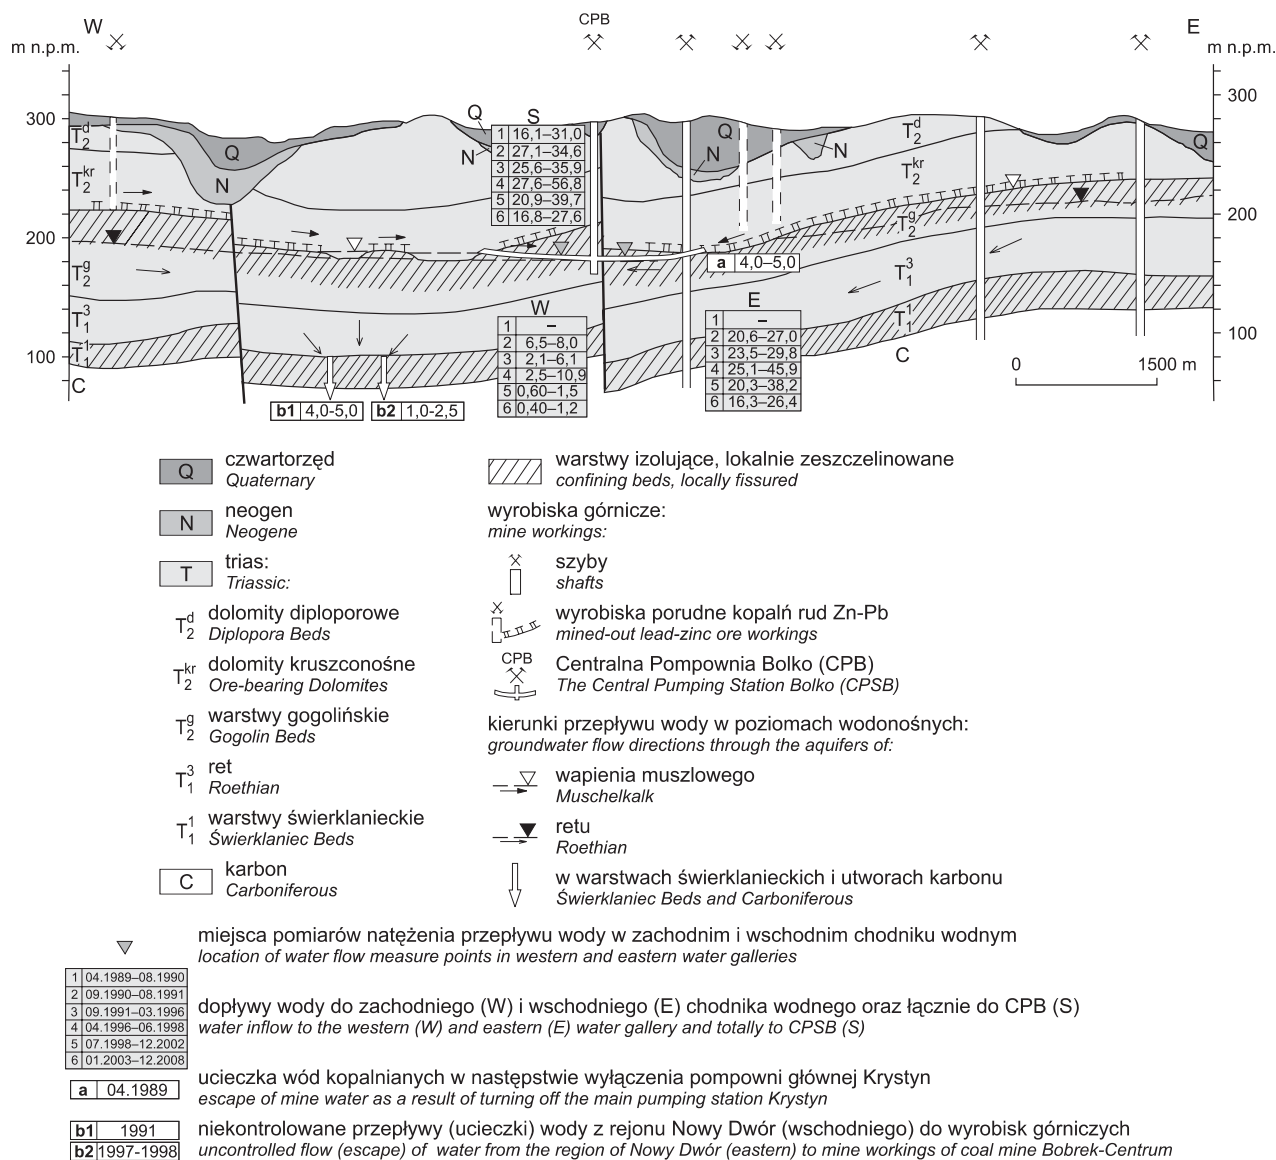 W CPB E
m n.p.m. m n.p.m.
300 300
200 200
100 100
T2d
T2kr
T2g
T13
T11
C
Q
N
Q
N
S
1 16,1–31,0
2 27,1–34,6
3 25,6–35,9
4 27,6–56,8
5 20,9–39,7
6 16,8–27,6
Q
N
N
T2d
T2kr
T2g
T13
T11
C
Q
a 4,0–5,0
W
1 –
2 6,5–8,0
3 2,1–6,1
4 2,5–10,9
5 0,60–1,5
6 0,40–1,2
E
1 –
2 20,6–27,0
3 23,5–29,8
4 25,1–45,9
5 20,3–38,2
6 16,3–26,4
b1 4,0-5,0 b2 1,0-2,5
0 1500 m
Q czwartorzęd
Quaternary
N neogen
Neogene
T trias:
Triassic:
T2d dolomity diploporowe
Diplopora Beds
T2kr dolomity kruszconośne
Ore-bearing Dolomites
T2g warstwy gogolińskie
Gogolin Beds
T13 ret
Roethian
T11 warstwy świerklanieckie
Świerklaniec Beds
C karbon
Carboniferous
warstwy izolujące, lokalnie zeszczelinowane
confining beds, locally fissured
wyrobiska górnicze:
mine workings:
szyby
shafts
wyrobiska porudne kopalń rud Zn-Pb
mined-out lead-zinc ore workings
CPB Centralna Pompownia Bolko (CPB)
The Central Pumping Station Bolko (CPSB)
kierunki przepływu wody w poziomach wodonośnych:
groundwater flow directions through the aquifers of:
wapienia muszlowego
Muschelkalk
retu
Roethian
w warstwach świerklanieckich i utworach karbonu
Świerklaniec Beds and Carboniferous
miejsca pomiarów natężenia przepływu wody w zachodnim i wschodnim chodniku wodnym
location of water flow measure points in western and eastern water galleries
1 04.1989–08.1990
2 09.1990–08.1991
3 09.1991–03.1996
4 04.1996–06.1998
5 07.1998–12.2002
6 01.2003–12.2008
dopływy wody do zachodniego (W) i wschodniego (E) chodnika wodnego oraz łącznie do CPB (S)
water inflow to the western (W) and eastern (E) water gallery and totally to CPSB (S)
a 04.1989
ucieczka wód kopalnianych w następstwie wyłączenia pompowni głównej Krystyn
escape of mine water as a result of turning off the main pumping station Krystyn
b1 1991
b2 1997-1998
niekontrolowane przepływy (ucieczki) wody z rejonu Nowy Dwór (wschodniego) do wyrobisk górniczych
uncontrolled flow (escape) of water from the region of Nowy Dwór (eastern) to mine workings of coal mine Bobrek-Centrum